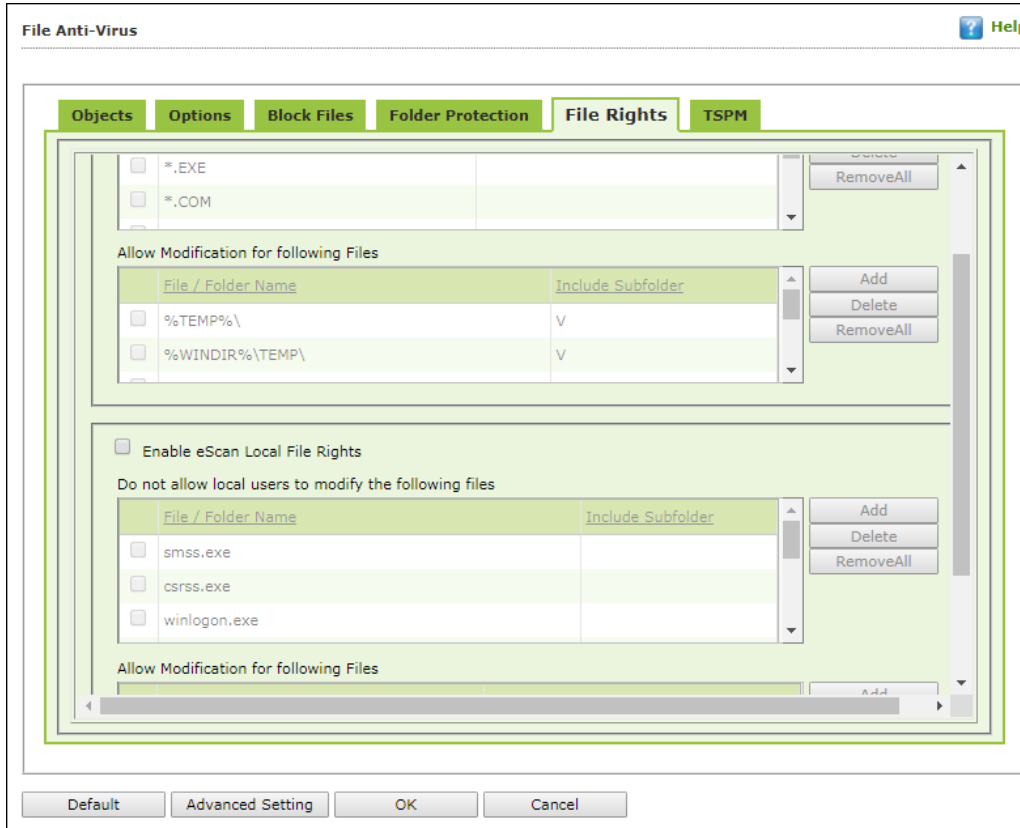 File Anti-Virus
Help
Objects Options Block Files Folder Protection File Rights TSPM
Delete
*.EXE
RemoveAll
*.COM
Allow Modification for following Files
File / Folder Name Include Subfolder
Add
%TEMP%\ V
Delete
%WINDIR%\TEMP\ V
RemoveAll
Enable eScan Local File Rights
Do not allow local users to modify the following files
File / Folder Name Include Subfolder
Add
smss.exe
Delete
csrss.exe
RemoveAll
winlogon.exe
Allow Modification for following Files
Add
Default Advanced Setting OK Cancel